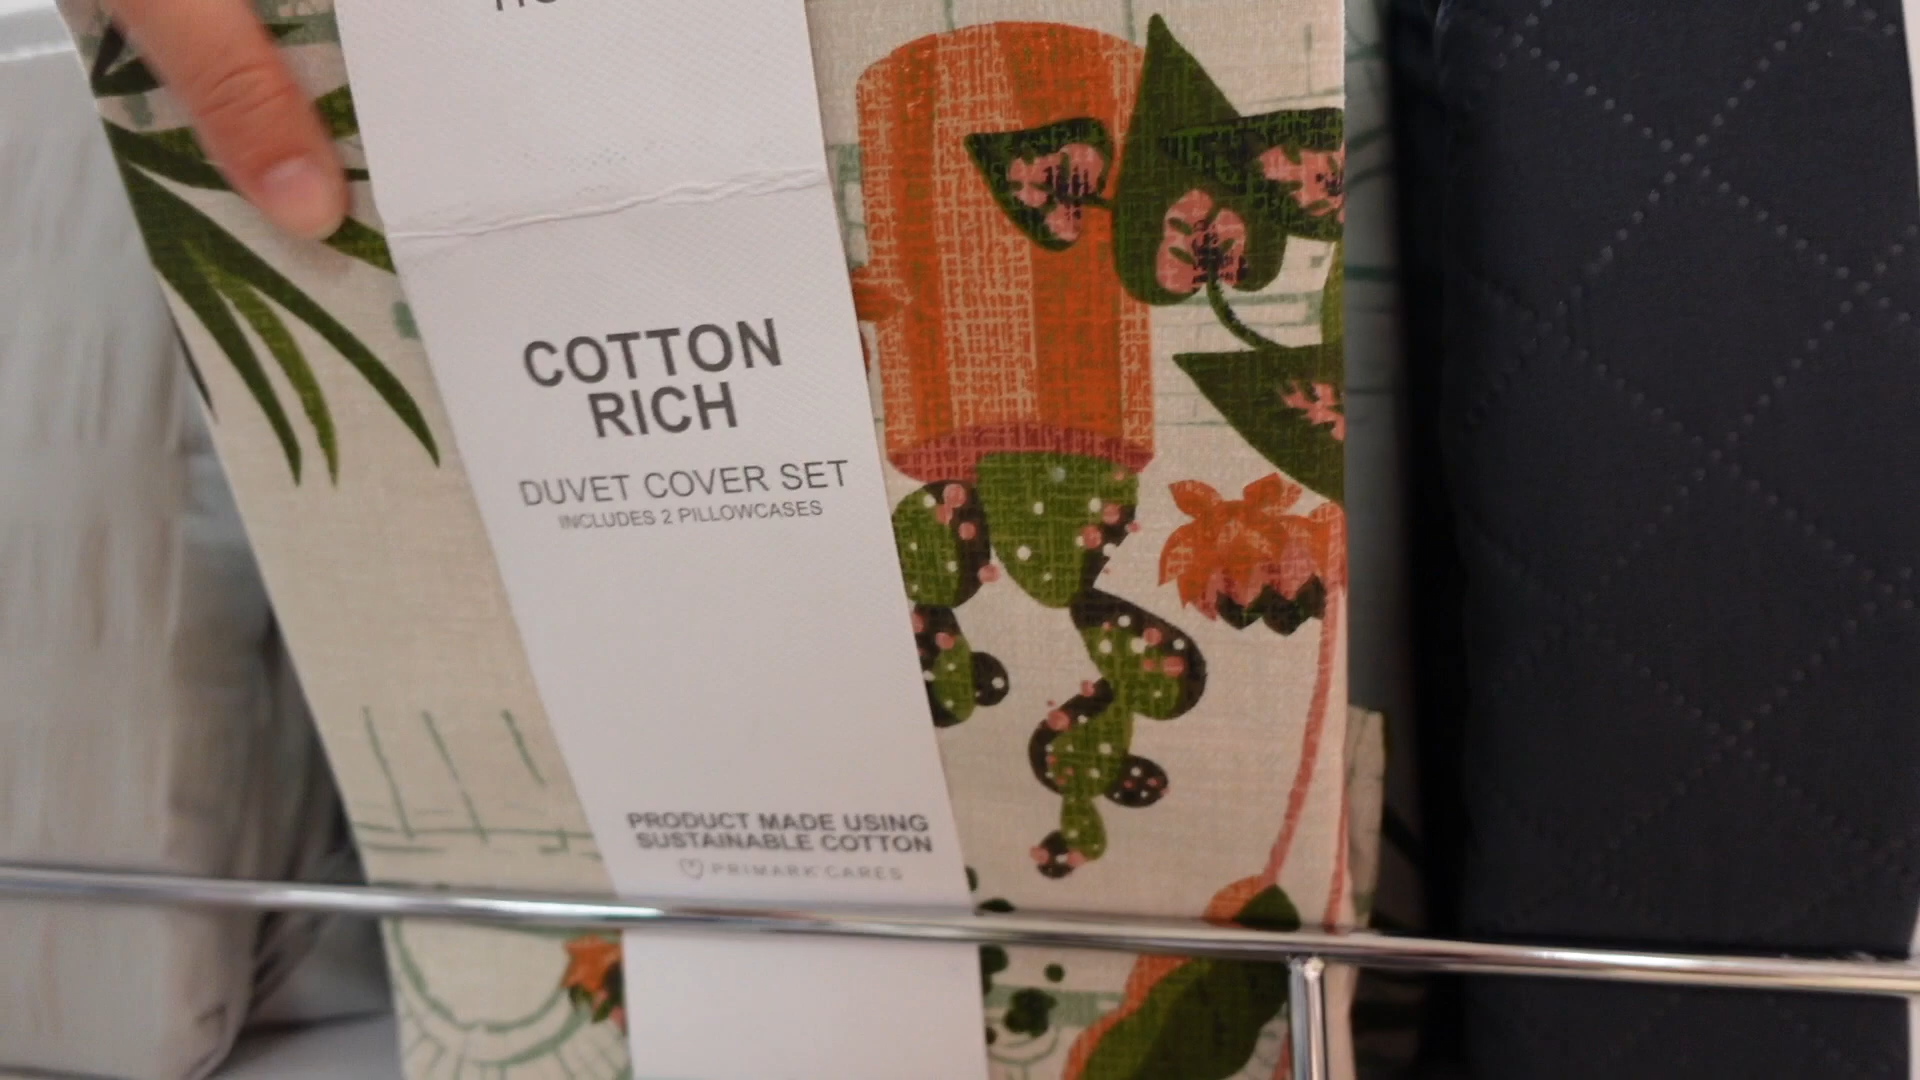 COTTON
RICH
DUVET COVER SET
INCLUDES 2 PILLOWCASES
PRODUCT MADE USING
SUSTAINABLE COTTON
PRIMARK CARES